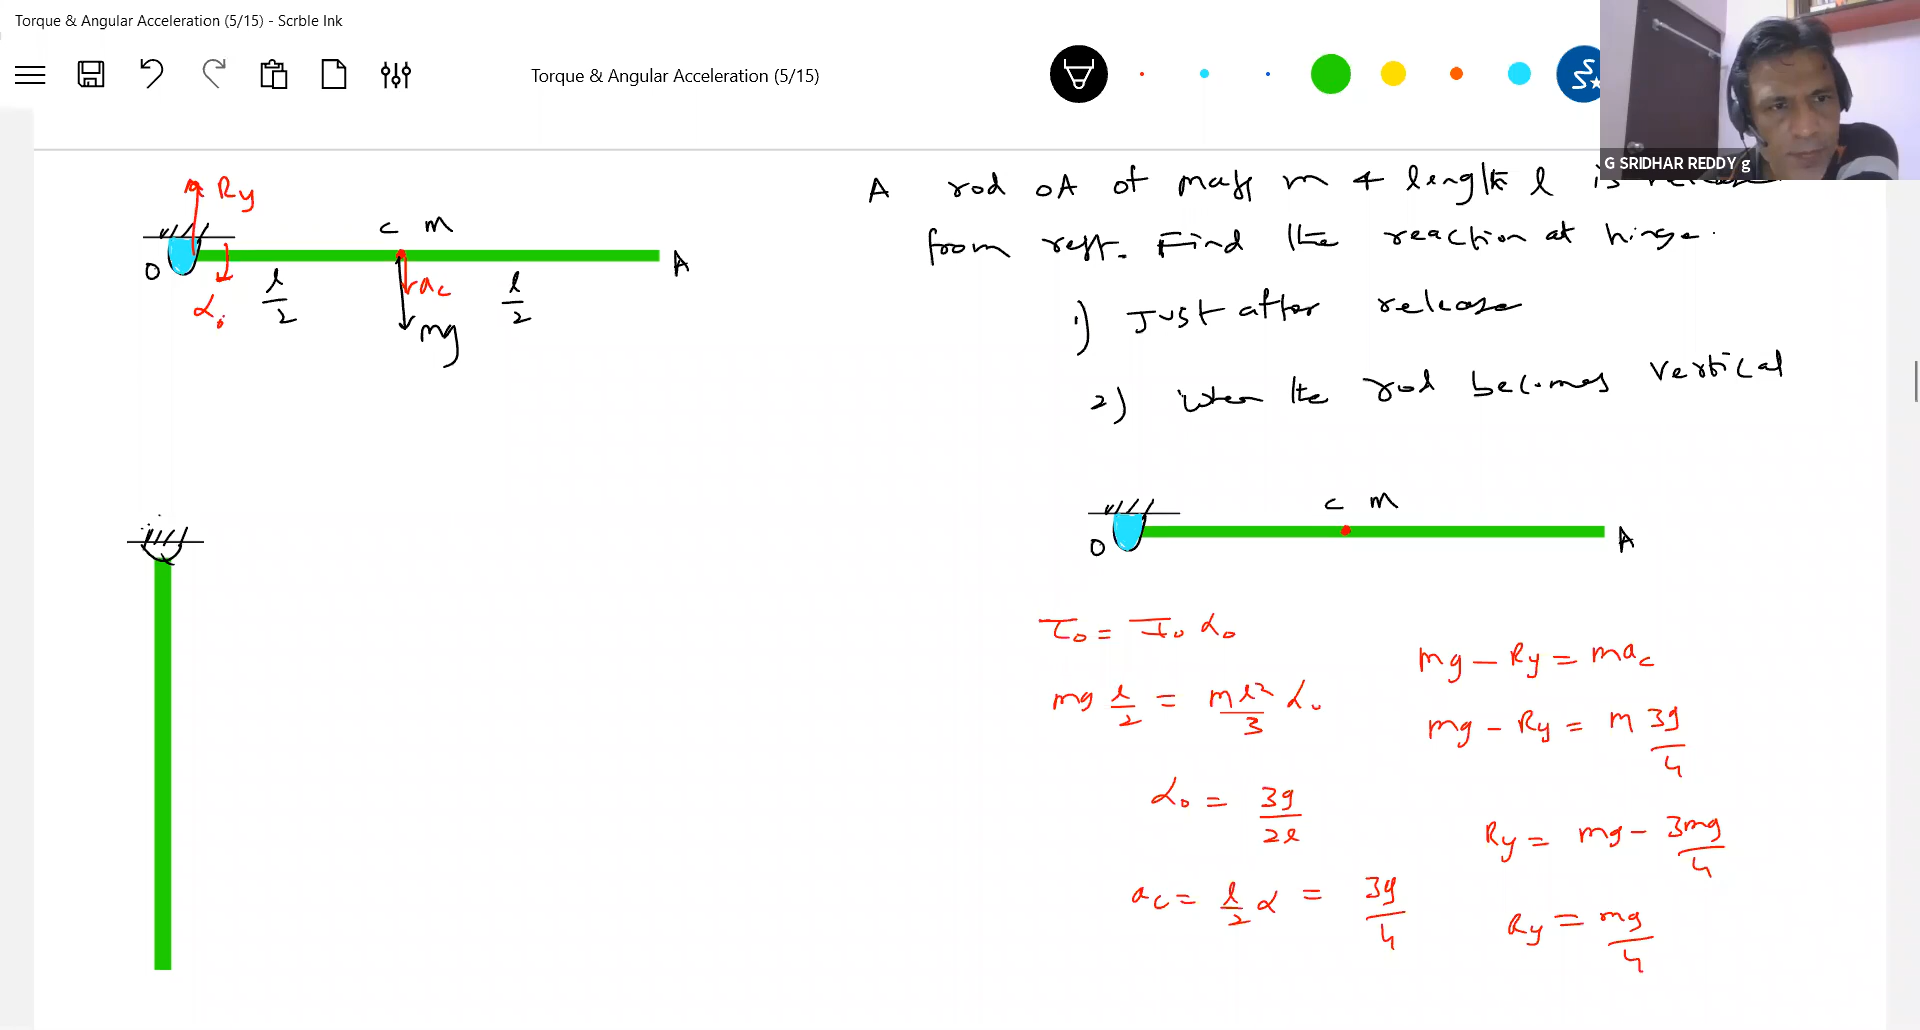 Torque & Angular Acceleration (5/15) - Scrble Ink
Torque & Angular Acceleration (5/15)
G SRIDHAR REDDY g
A rod OA of mass m & length l is
from rest. Find the reaction at hinge.
1) Just after release
2) when the rod becomes vertical
Ry
C m
O
A
α₀
l/2
ac
l/2
mg
C m
O
A
τ₀ = I₀ α₀
mg l/2 = ml²/3 α₀
α₀ = 3g/2l
ac = l/2 α = 3g/4
mg - Ry = mac
mg - Ry = m 3g/4
Ry = mg - 3mg/4
Ry = mg/4